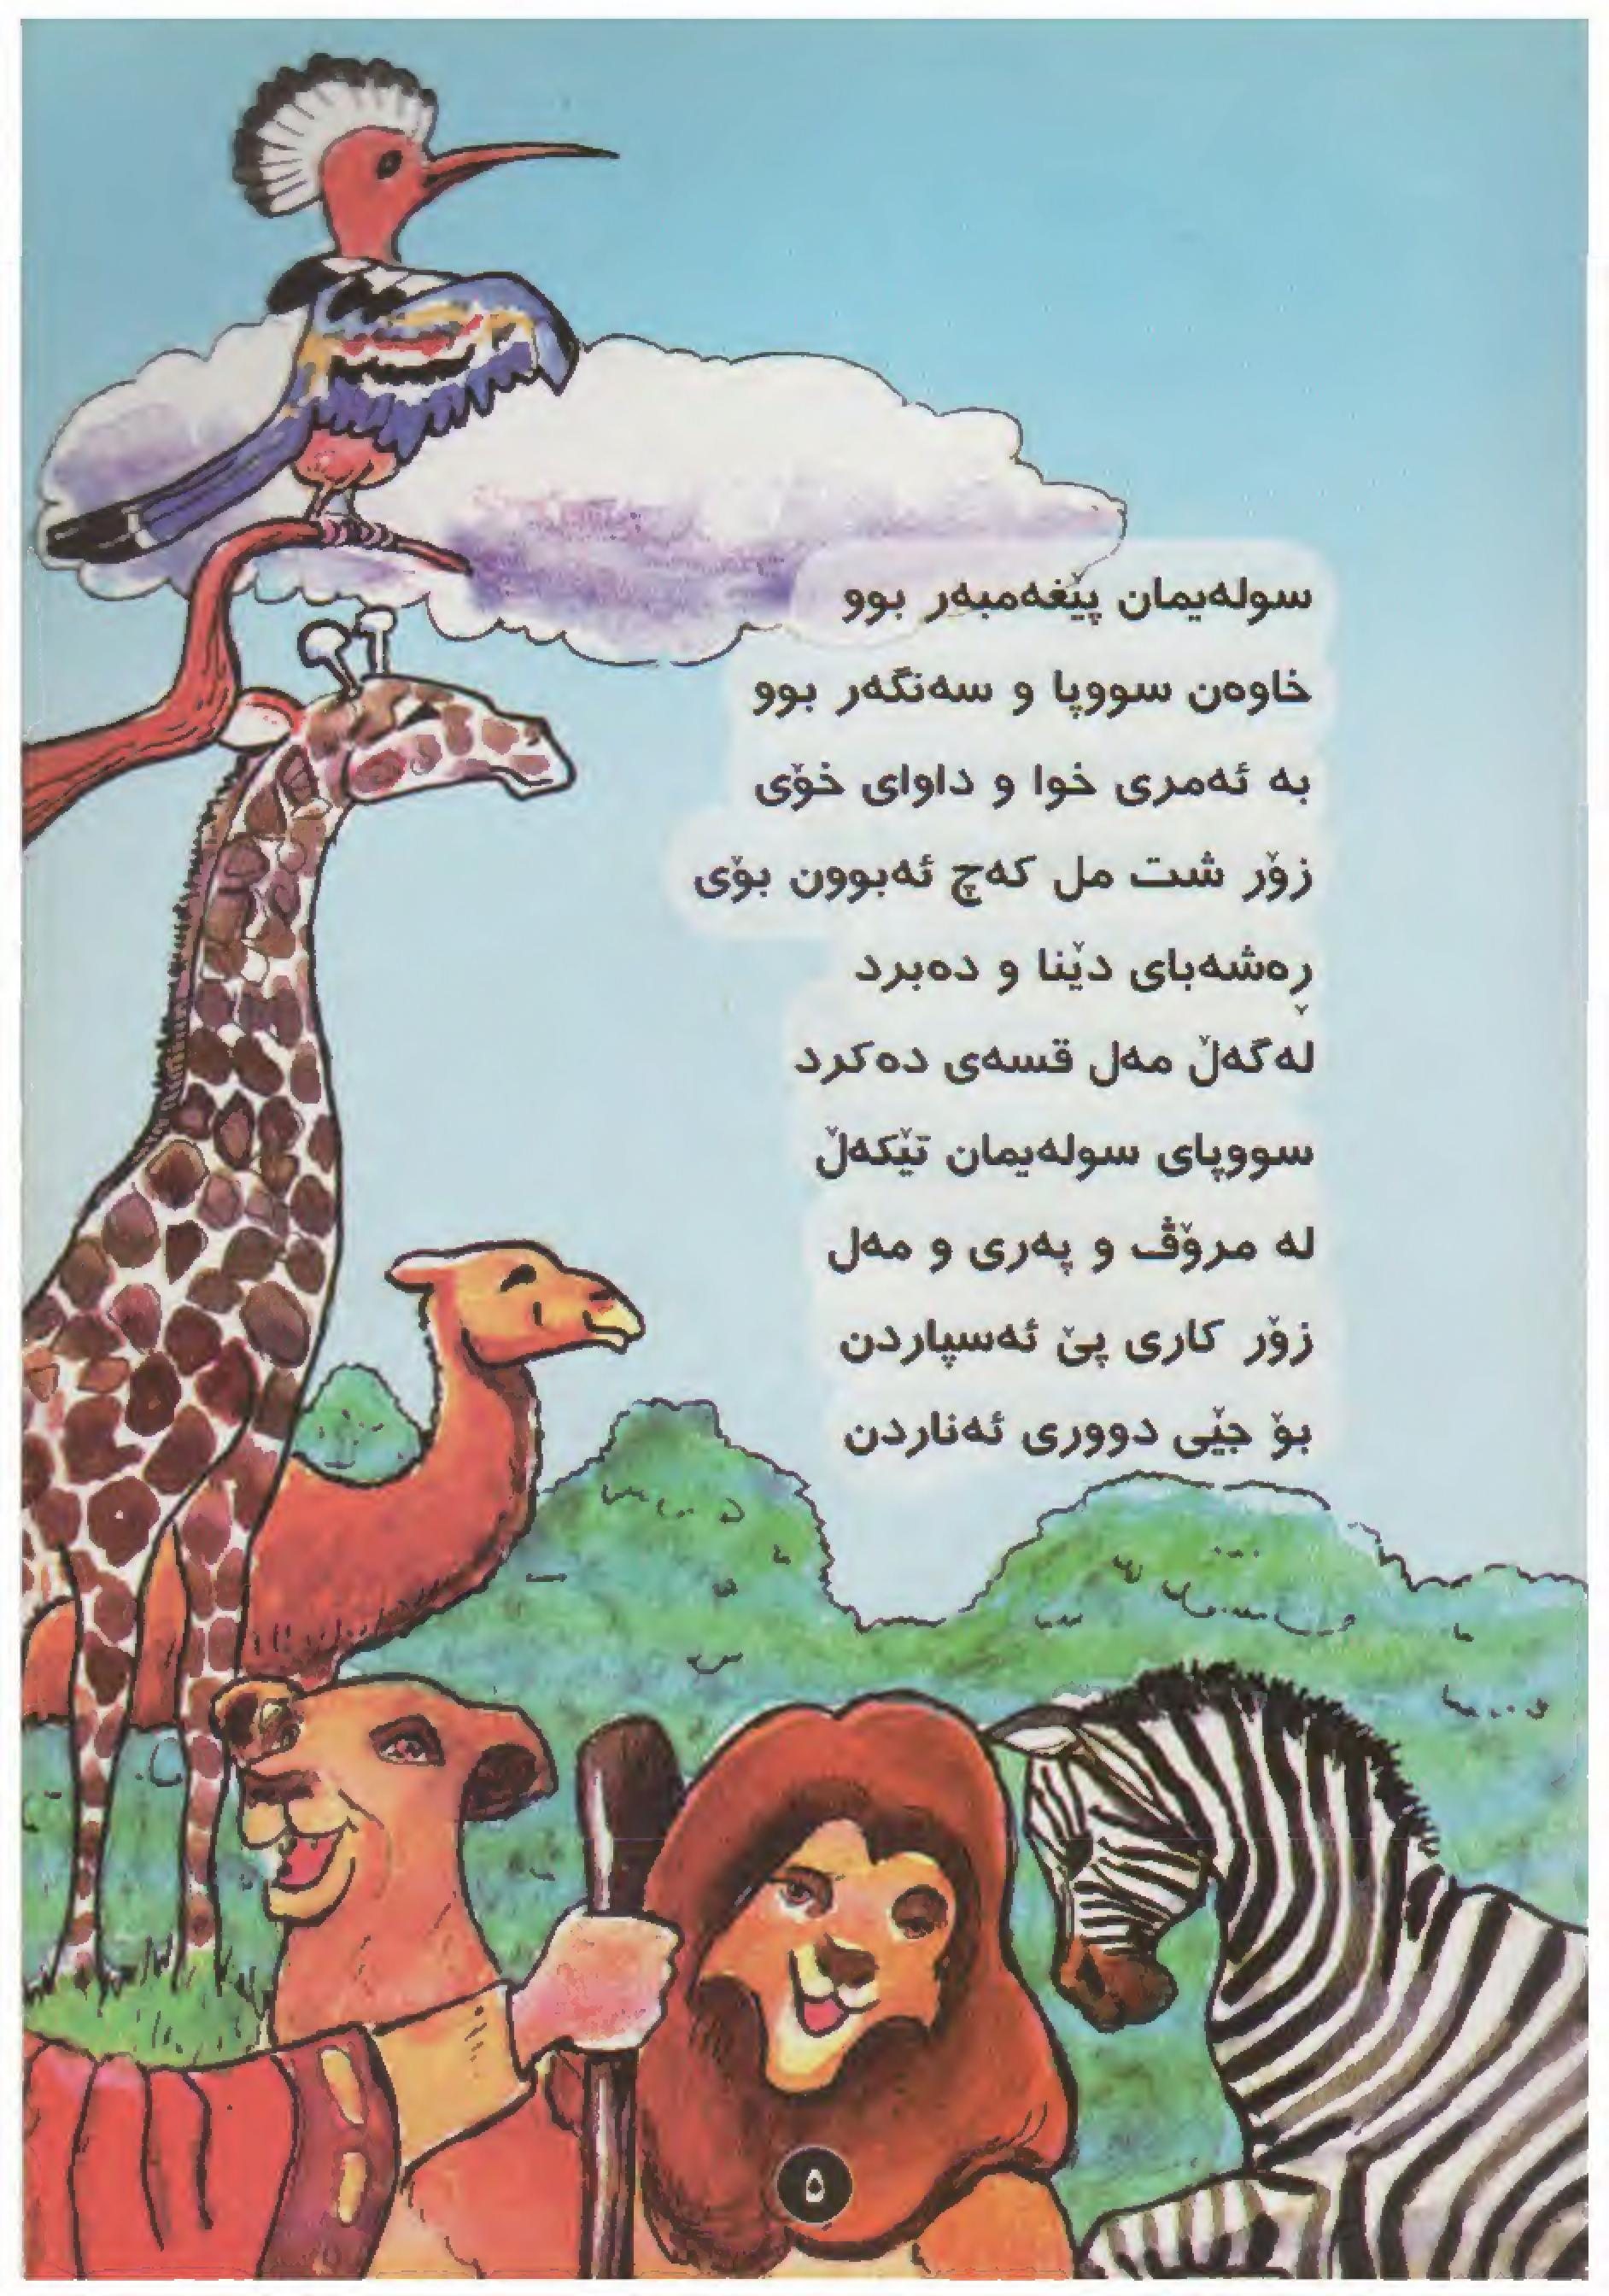 سولەیمان پێغەمبەر بوو
خاوەن سووپا و سەنگەر بوو
بە ئەمری خوا و داوای خۆی
زۆر شت مل کەچ ئەبوون بۆی
ڕەشەبای دێنا و دەبرد
لەگەڵ مەل قسەی دەکرد
سووپای سولەیمان تێکەڵ
لە مرۆڤ و پەری و مەل
زۆر کاری پێ ئەسپاردن
بۆ جێی دووری ئەناردن
٥